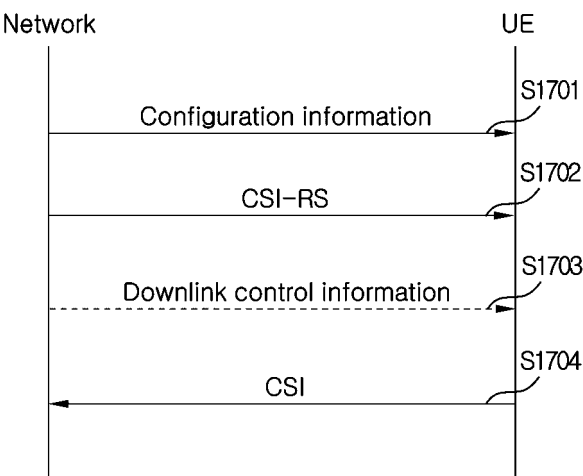 Network
UE
S1701
Configuration information
S1702
CSI-RS
S1703
Downlink control information
S1704
CSI